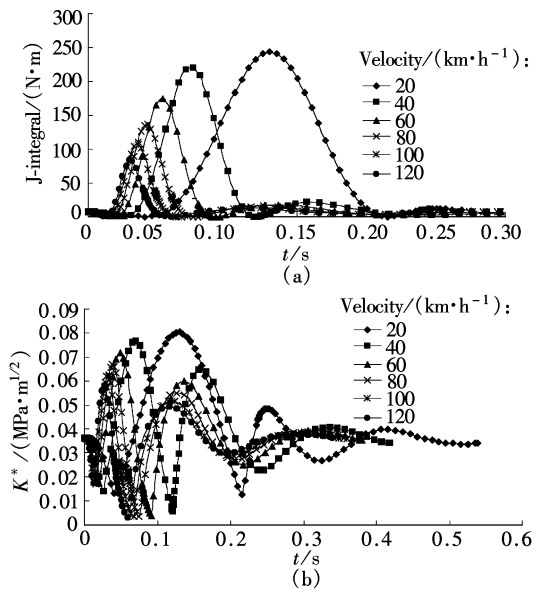 300
250
200
150
100
50
0
J-integral/(N•m)
Velocity/(km•h⁻¹):
20
40
60
80
100
120
0 0.05 0.10 0.15 0.20 0.25 0.30
t/s
(a)
0.09
0.08
0.07
0.06
0.05
0.04
0.03
0.02
0.01
0
K*/(MPa•m^1/2)
Velocity/(km•h⁻¹):
20
40
60
80
100
120
0 0.1 0.2 0.3 0.4 0.5 0.6
t/s
(b)